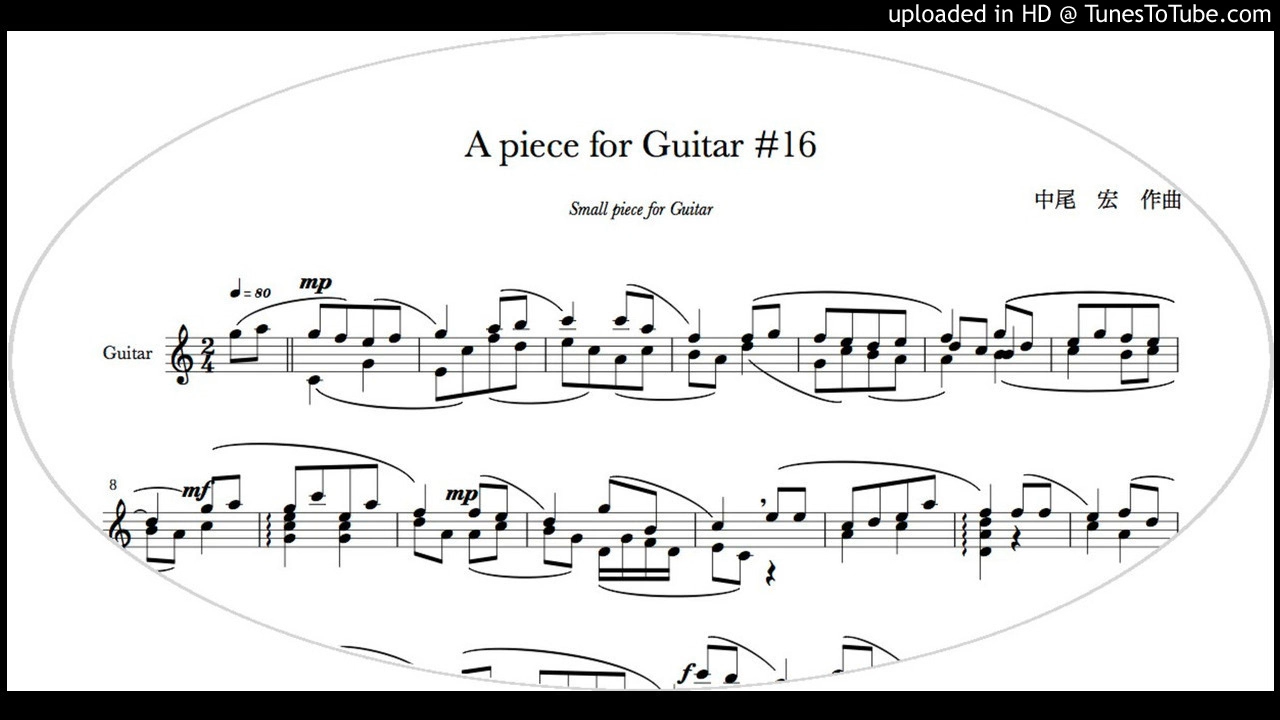 uploaded in HD @ TunesToTube.com
A piece for Guitar #16
Small piece for Guitar
中尾 宏 作曲
♩= 80
mp
Guitar
2
4
8
mf
mp
f